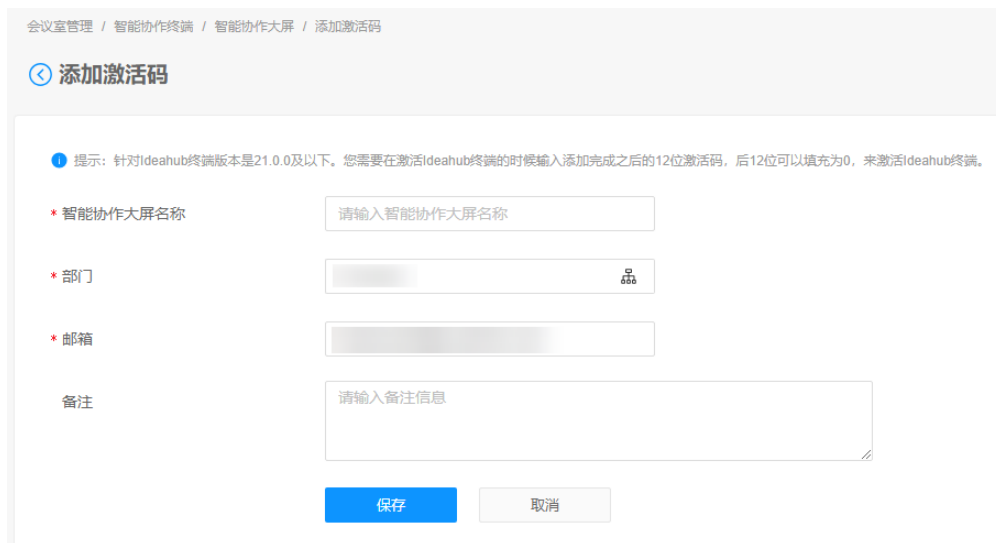 会议室管理 / 智能协作终端 / 智能协作大屏 / 添加激活码
添加激活码
提示：针对Ideahub终端版本是21.0.0及以下。您需要在激活Ideahub终端的时候输入添加完成之后的12位激活码，后12位可以填充为0，来激活Ideahub终端。
* 智能协作大屏名称
请输入智能协作大屏名称
* 部门
* 邮箱
备注
请输入备注信息
保存
取消